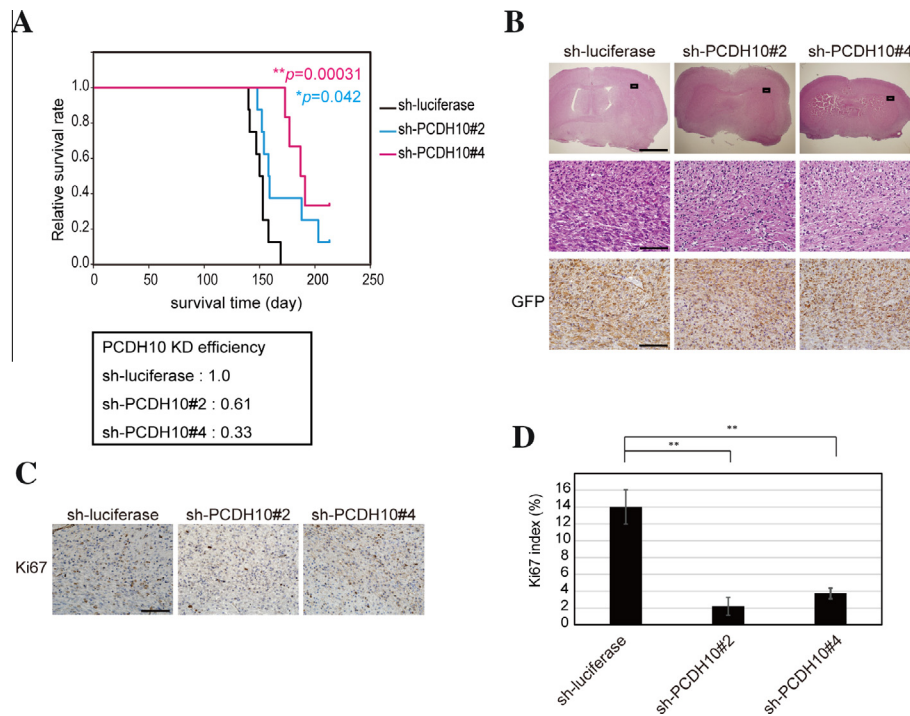 A
**p=0.00031
*p=0.042
1.0
0.8
0.6
0.4
0.2
0.0
Relative survival rate
0
50
100
150
200
250
survival time (day)
sh-luciferase
sh-PCDH10#2
sh-PCDH10#4
PCDH10 KD efficiency
sh-luciferase : 1.0
sh-PCDH10#2 : 0.61
sh-PCDH10#4 : 0.33
B
sh-luciferase
sh-PCDH10#2
sh-PCDH10#4
GFP
C
sh-luciferase
sh-PCDH10#2
sh-PCDH10#4
Ki67
D
**
**
16
14
12
10
8
6
4
2
0
Ki67 index (%)
sh-luciferase
sh-PCDH10#2
sh-PCDH10#4